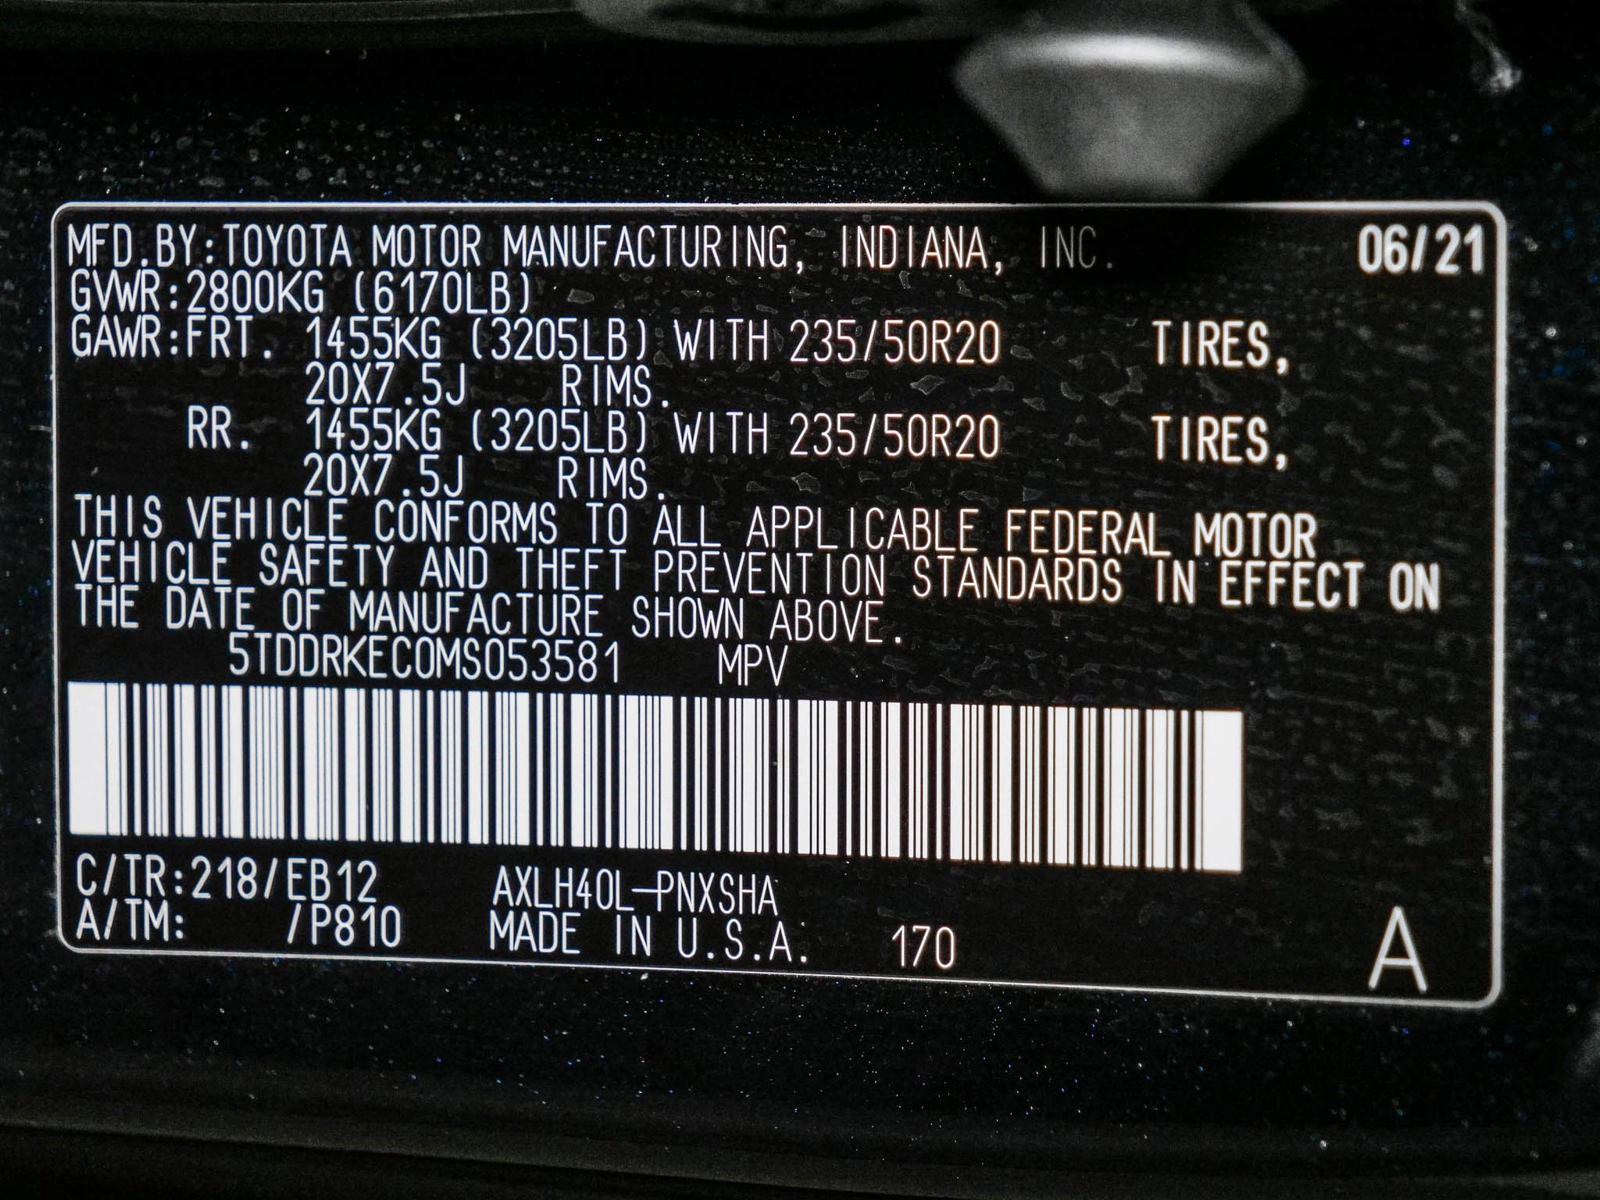 MFD.BY:TOYOTA MOTOR MANUFACTURING, INDIANA, INC. 06/21
GVWR:2800KG (6170LB)
GAWR:FRT. 1455KG (3205LB) WITH 235/50R20 TIRES,
20X7.5J RIMS.
RR. 1455KG (3205LB) WITH 235/50R20 TIRES,
20X7.5J RIMS.
THIS VEHICLE CONFORMS TO ALL APPLICABLE FEDERAL MOTOR
VEHICLE SAFETY AND THEFT PREVENTION STANDARDS IN EFFECT ON
THE DATE OF MANUFACTURE SHOWN ABOVE.
5TDDRKEC0MS053581 MPV
C/TR:218/EB12 AXLH40L-PNXSHA
A/TM: /P810 MADE IN U.S.A. 170 A